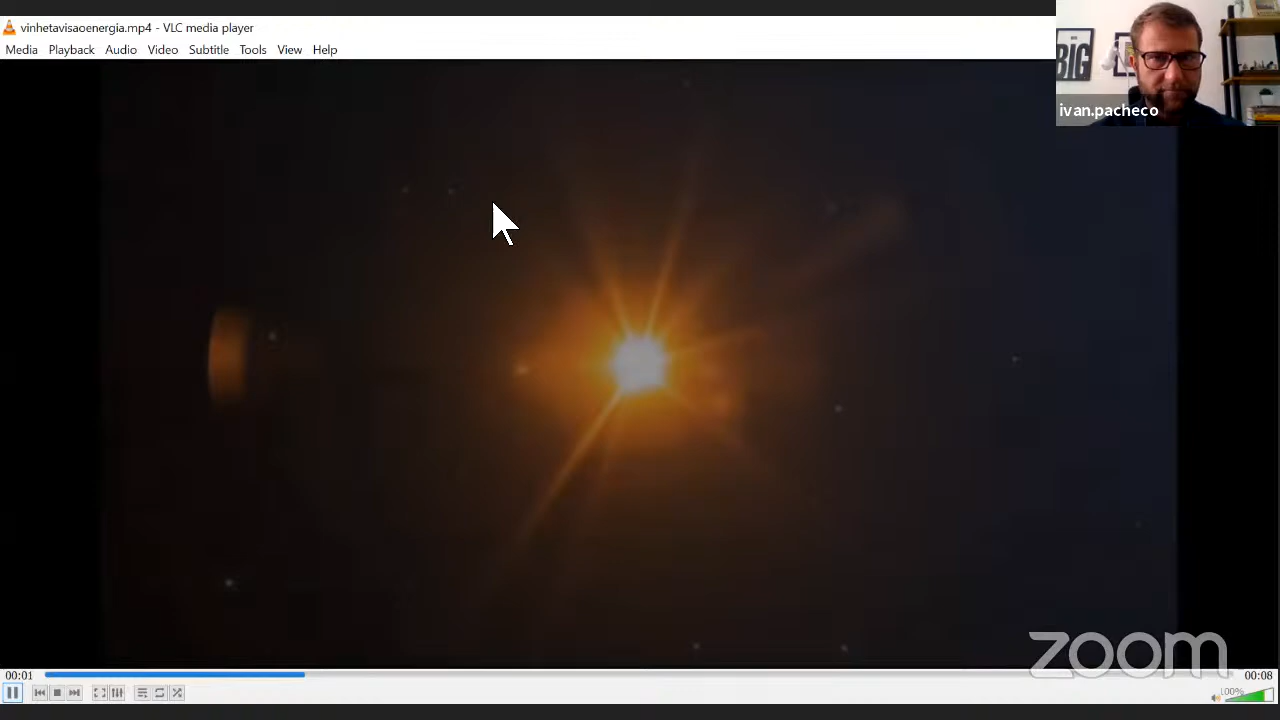 vinhetavisaoenergia.mp4 - VLC media player
Media Playback Audio Video Subtitle Tools View Help
BIG
ivan.pacheco
zoom
00:01
00:08
100%